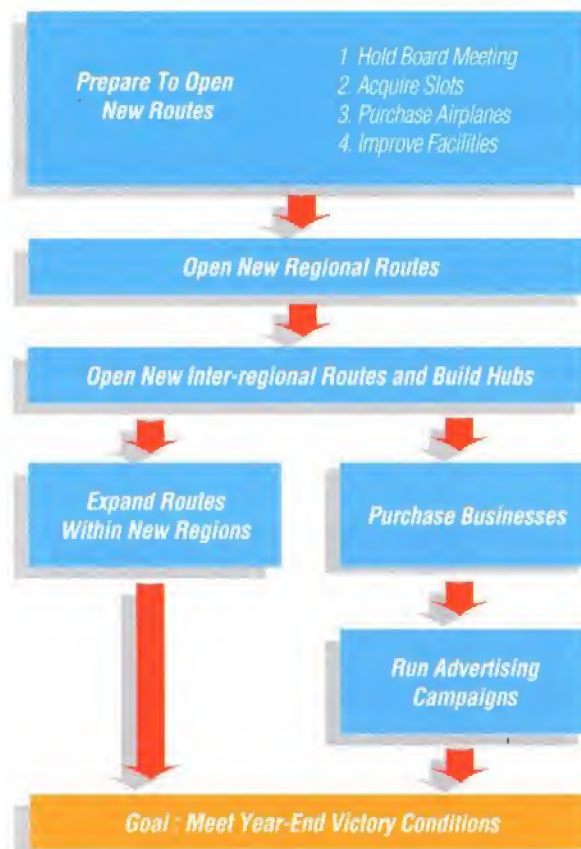 Prepare To Open
New Routes
1 Hold Board Meeting
2. Acquire Slots
3. Purchase Airplanes
4. Improve Facilities
Open New Regional Routes
Open New Inter-regional Routes and Build Hubs
Expand Routes
Within New Regions
Purchase Businesses
Run Advertising
Campaigns
Goal : Meet Year-End Victory Conditions